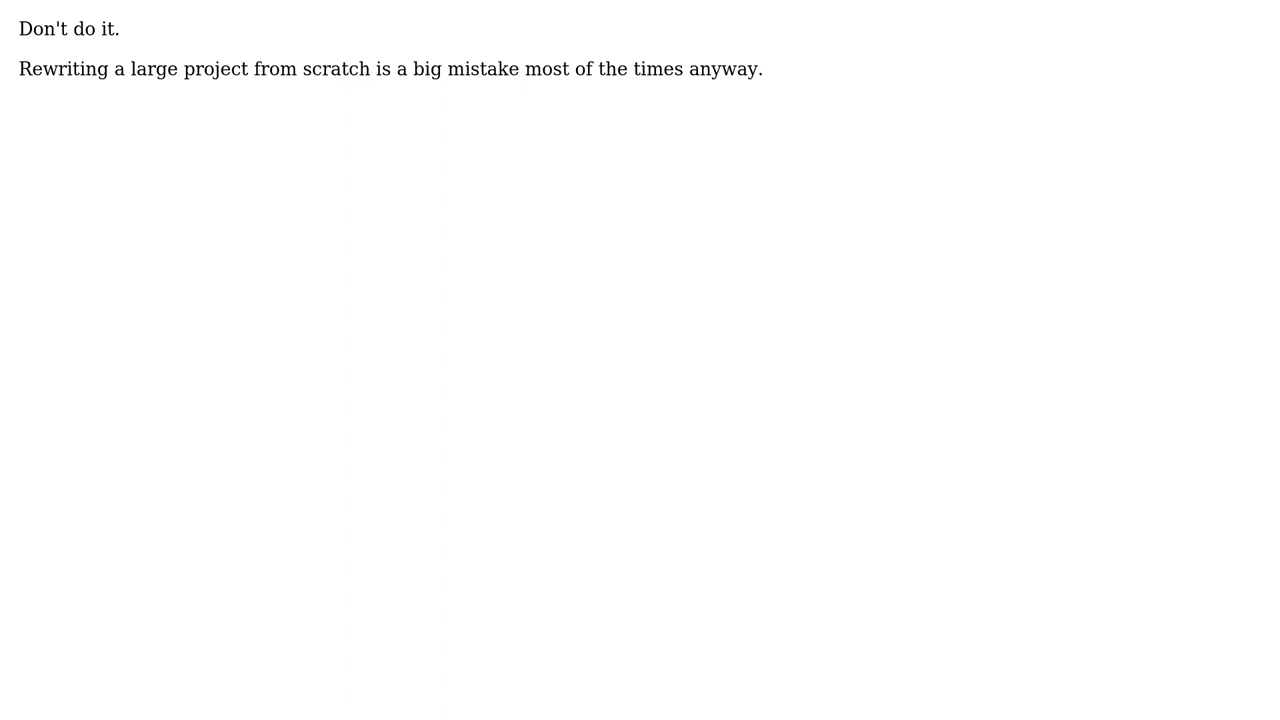 Don't do it.
Rewriting a large project from scratch is a big mistake most of the times anyway.